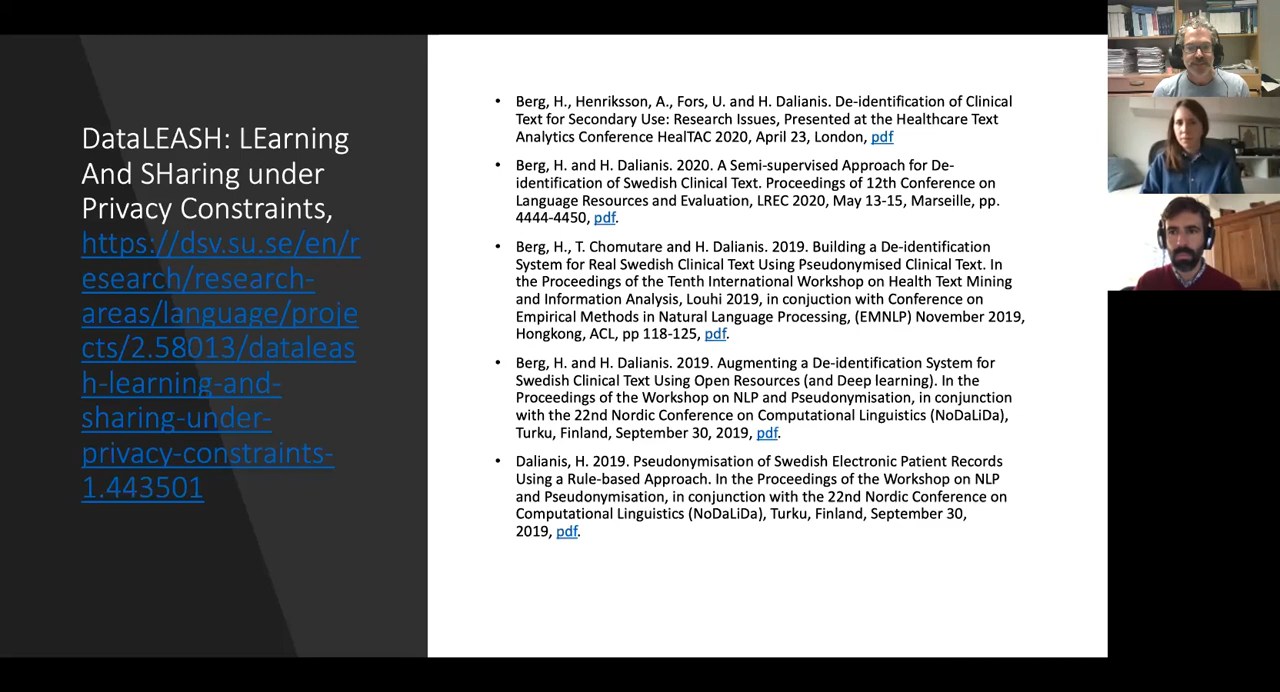 DataLEASH: LEarning
And SHaring under
Privacy Constraints,
https://dsv.su.se/en/r
esearch/research-
areas/language/proje
cts/2.58013/dataleas
h-learning-and-
sharing-under-
privacy-constraints-
1.443501
• Berg, H., Henriksson, A., Fors, U. and H. Dalianis. De-identification of Clinical
Text for Secondary Use: Research Issues, Presented at the Healthcare Text
Analytics Conference HealTAC 2020, April 23, London, pdf
• Berg, H. and H. Dalianis. 2020. A Semi-supervised Approach for De-
identification of Swedish Clinical Text. Proceedings of 12th Conference on
Language Resources and Evaluation, LREC 2020, May 13-15, Marseille, pp.
4444-4450, pdf.
• Berg, H., T. Chomutare and H. Dalianis. 2019. Building a De-identification
System for Real Swedish Clinical Text Using Pseudonymised Clinical Text. In
the Proceedings of the Tenth International Workshop on Health Text Mining
and Information Analysis, Louhi 2019, in conjuction with Conference on
Empirical Methods in Natural Language Processing, (EMNLP) November 2019,
Hongkong, ACL, pp 118-125, pdf.
• Berg, H. and H. Dalianis. 2019. Augmenting a De-identification System for
Swedish Clinical Text Using Open Resources (and Deep learning). In the
Proceedings of the Workshop on NLP and Pseudonymisation, in conjunction
with the 22nd Nordic Conference on Computational Linguistics (NoDaLiDa),
Turku, Finland, September 30, 2019, pdf.
• Dalianis, H. 2019. Pseudonymisation of Swedish Electronic Patient Records
Using a Rule-based Approach. In the Proceedings of the Workshop on NLP
and Pseudonymisation, in conjunction with the 22nd Nordic Conference on
Computational Linguistics (NoDaLiDa), Turku, Finland, September 30,
2019, pdf.